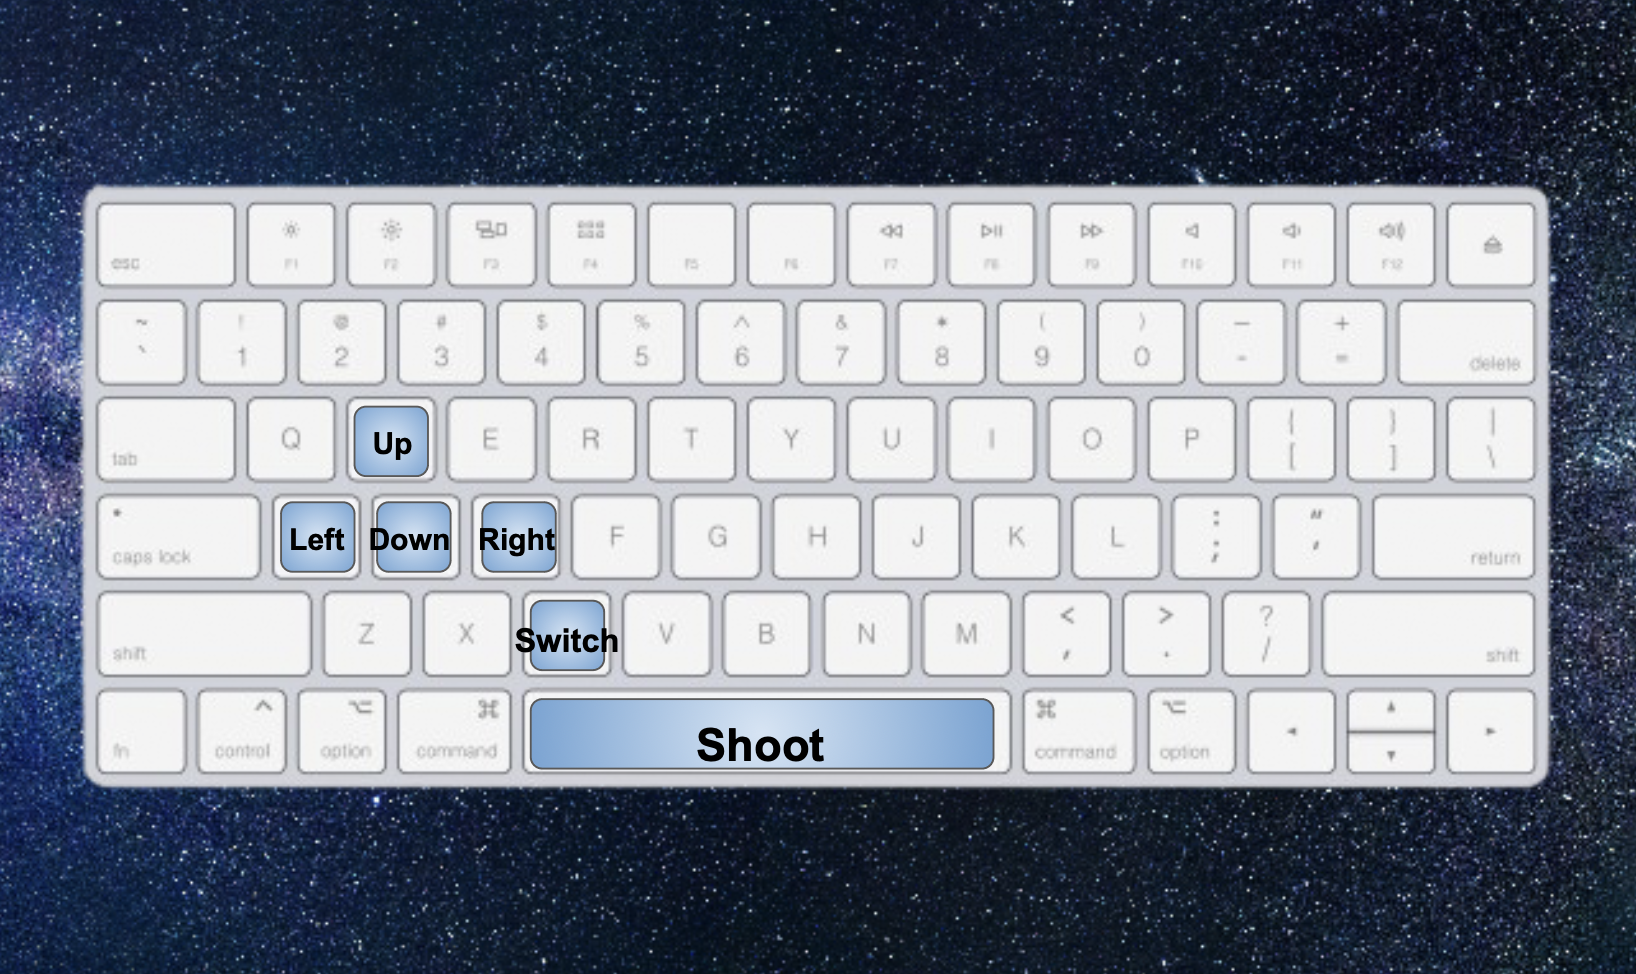 esc F1 F2 F3 F4 F5 F6 F7 F8 F9 F10 F11 F12
~ ! @ # $ % ^ & * ( ) — +
` 1 2 3 4 5 6 7 8 9 0 - = delete
tab Q Up E R T Y U I O P { [ } ] | \
caps lock Left Down Right F G H J K L : ; " ' return
shift Z X Switch V B N M < , > . ? / shift
fn control option command Shoot command option